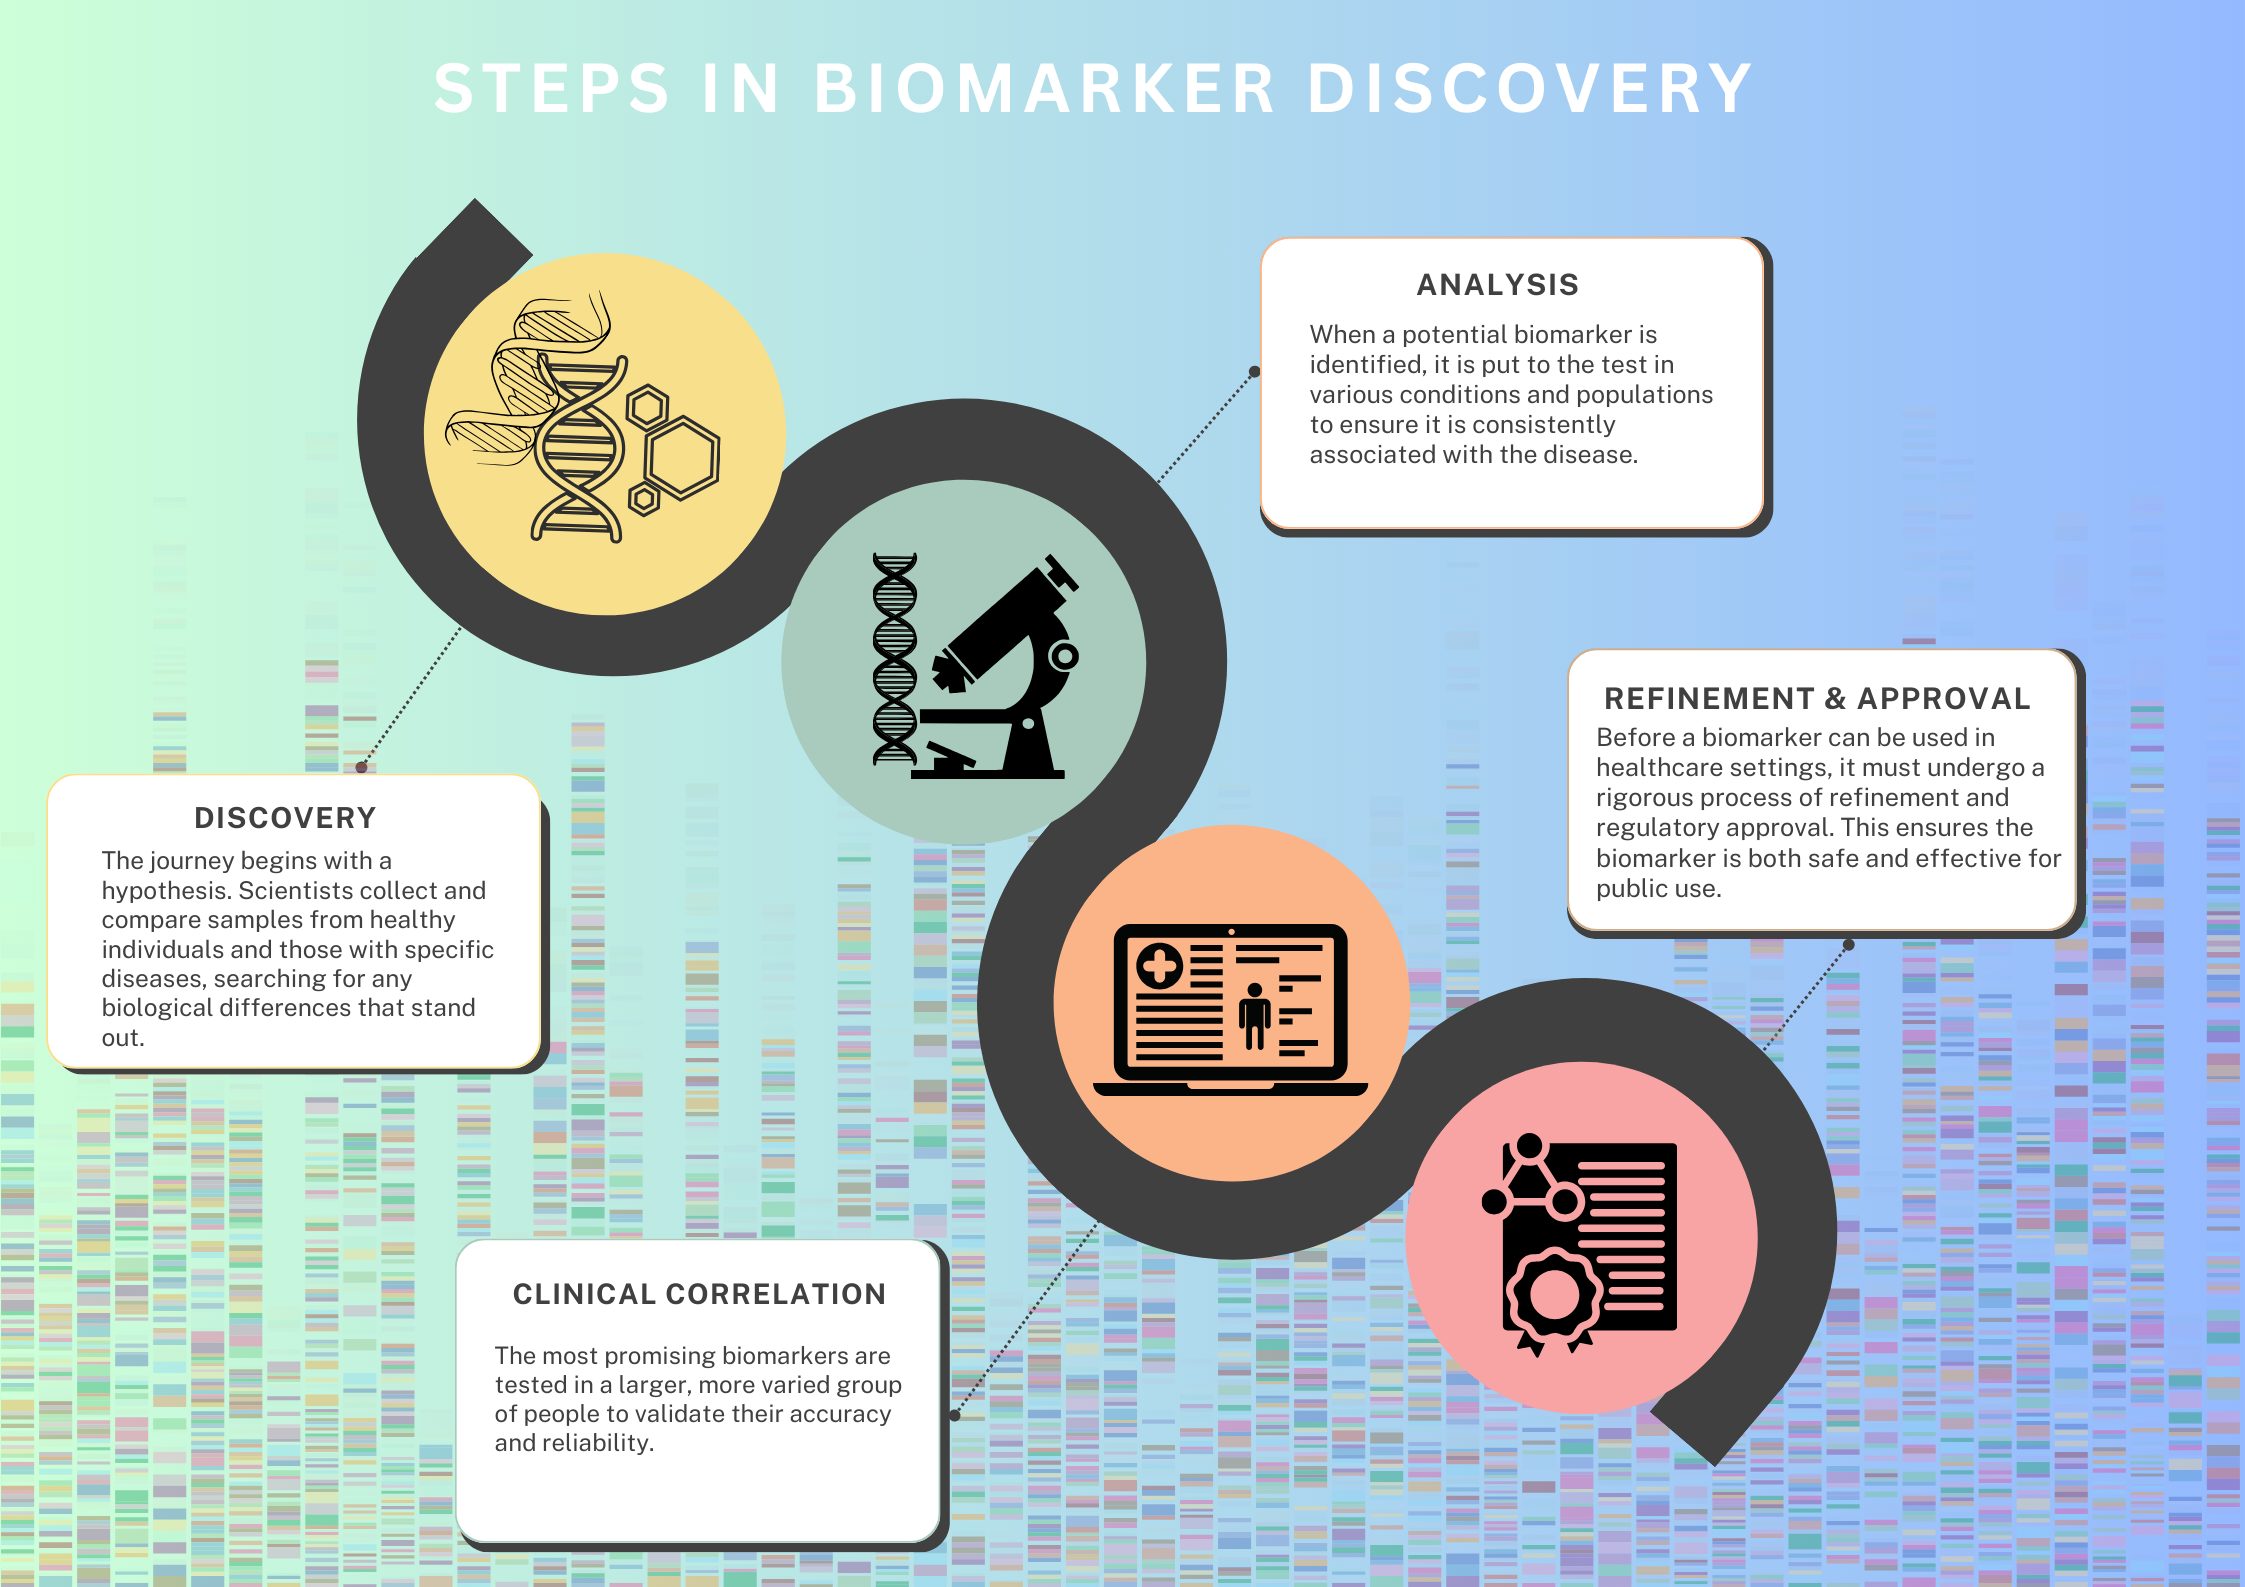 STEPS IN BIOMARKER DISCOVERY
ANALYSIS
When a potential biomarker is
identified, it is put to the test in
various conditions and populations
to ensure it is consistently
associated with the disease.
REFINEMENT & APPROVAL
Before a biomarker can be used in
healthcare settings, it must undergo a
rigorous process of refinement and
regulatory approval. This ensures the
biomarker is both safe and effective for
public use.
DISCOVERY
The journey begins with a
hypothesis. Scientists collect and
compare samples from healthy
individuals and those with specific
diseases, searching for any
biological differences that stand
out.
CLINICAL CORRELATION
The most promising biomarkers are
tested in a larger, more varied group
of people to validate their accuracy
and reliability.